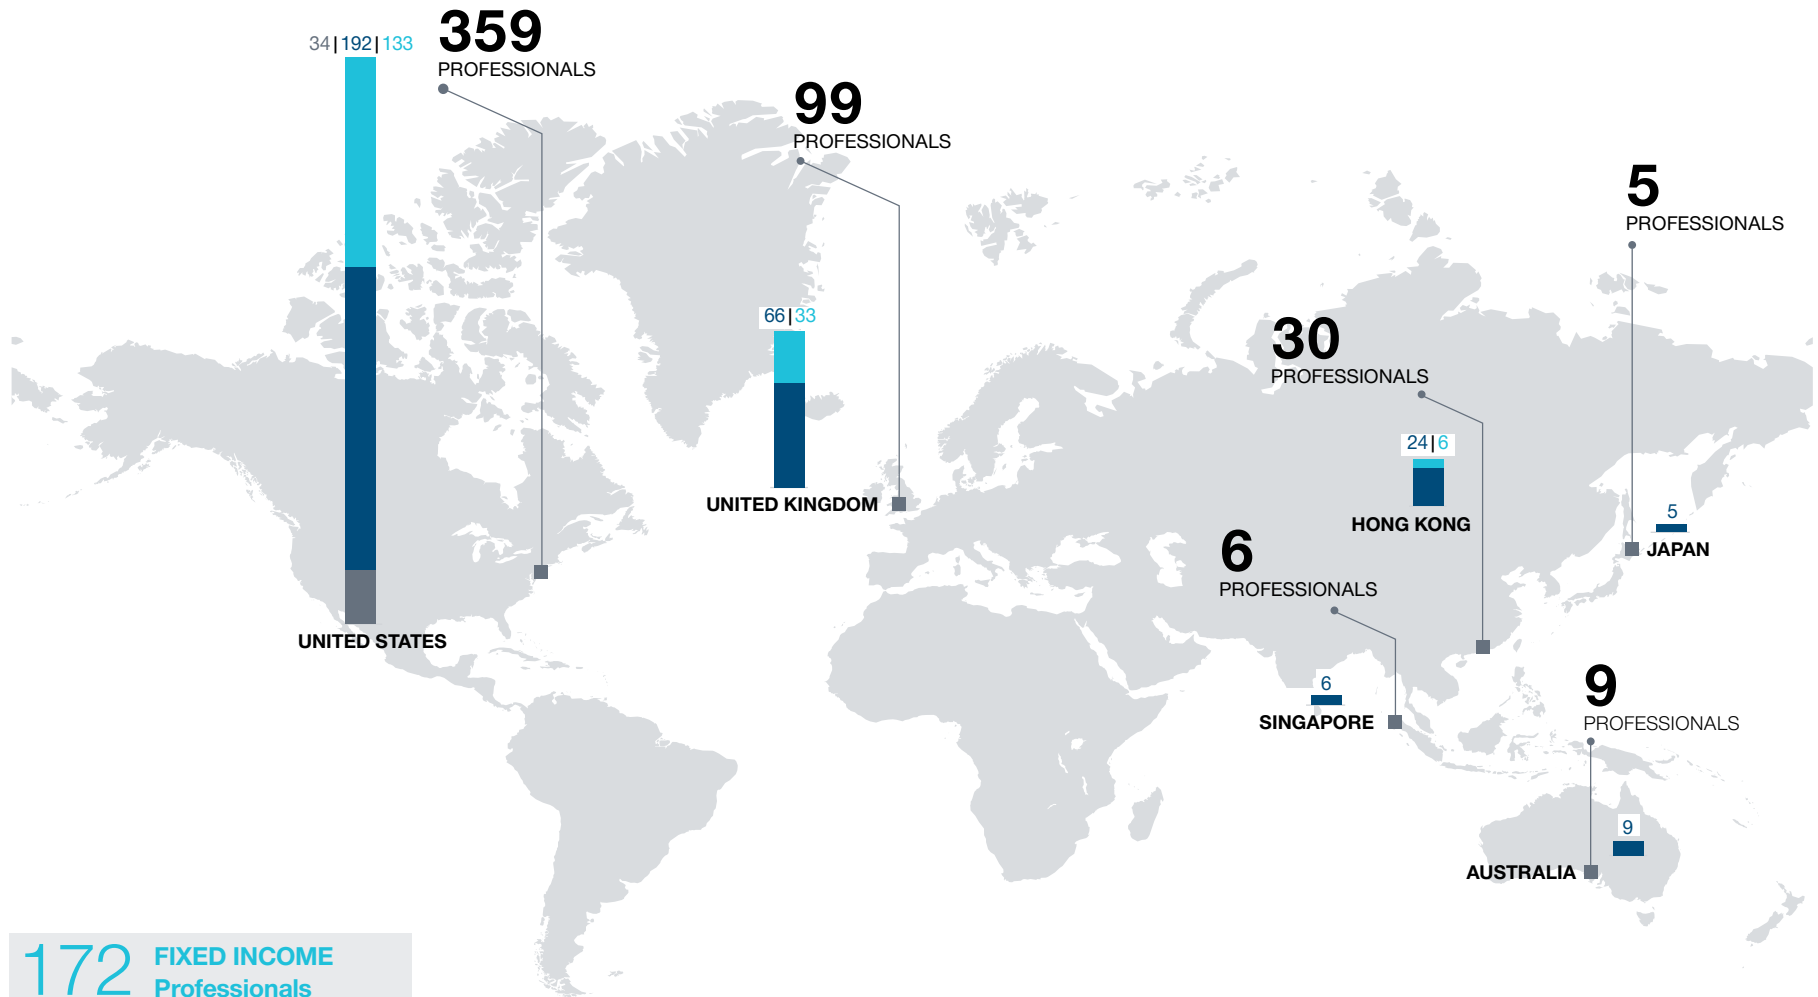 34|192|133
359
PROFESSIONALS
UNITED STATES
99
PROFESSIONALS
66|33
UNITED KINGDOM
5
PROFESSIONALS
5
JAPAN
30
PROFESSIONALS
24|6
HONG KONG
6
PROFESSIONALS
6
SINGAPORE
9
PROFESSIONALS
9
AUSTRALIA
172 FIXED INCOME
Professionals